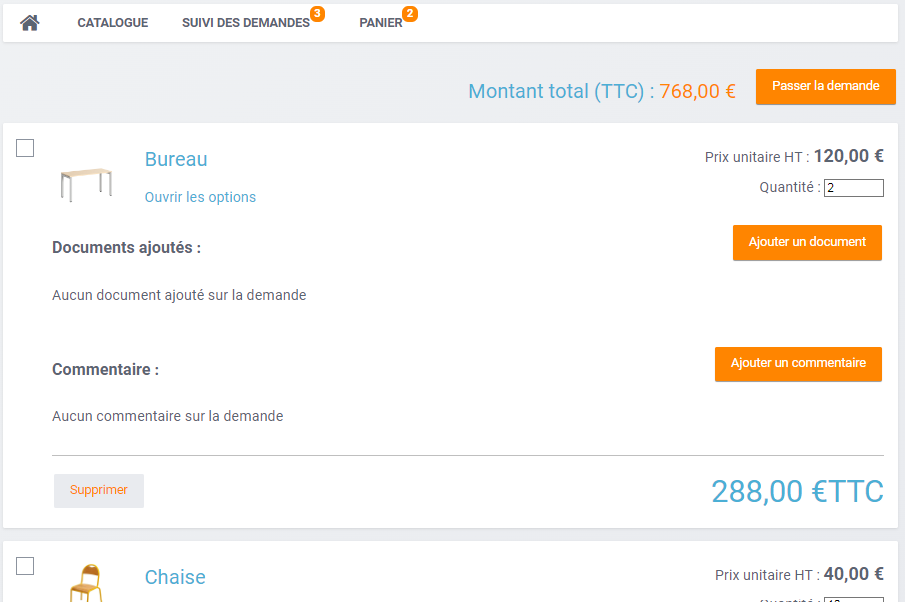 CATALOGUE SUIVI DES DEMANDES 3 PANIER 2
Montant total (TTC) : 768,00 € Passer la demande
Bureau Prix unitaire HT : 120,00 €
Ouvrir les options Quantité : 2
Documents ajoutés : Ajouter un document
Aucun document ajouté sur la demande
Commentaire : Ajouter un commentaire
Aucun commentaire sur la demande
Supprimer 288,00 €TTC
Chaise Prix unitaire HT : 40,00 €